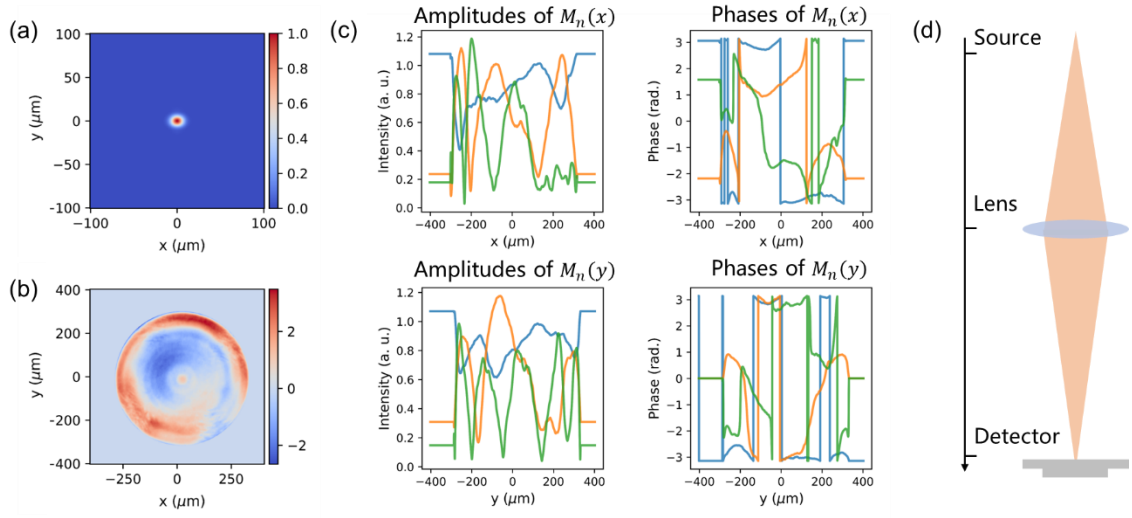 (a)
100
50
0
-50
-100
y (μm)
−100
0
100
x (μm)
1.0
0.8
0.6
0.4
0.2
0.0
(b)
400
200
0
-200
-400
y (μm)
−250
0
250
x (μm)
2
0
−2
(c)
Amplitudes of Mₙ(x)
1.2
1.0
0.8
0.6
0.4
0.2
0.0
Intensity (a. u.)
−400 −200 0 200 400
x (μm)
Phases of Mₙ(x)
3
2
1
0
−1
−2
−3
Phase (rad.)
−400 −200 0 200 400
x (μm)
Amplitudes of Mₙ(y)
1.2
1.0
0.8
0.6
0.4
0.2
0.0
Intensity (a. u.)
−400 −200 0 200 400
y (μm)
Phases of Mₙ(y)
3
2
1
0
−1
−2
−3
Phase (rad.)
−400 −200 0 200 400
y (μm)
(d)
Source
Lens
Detector